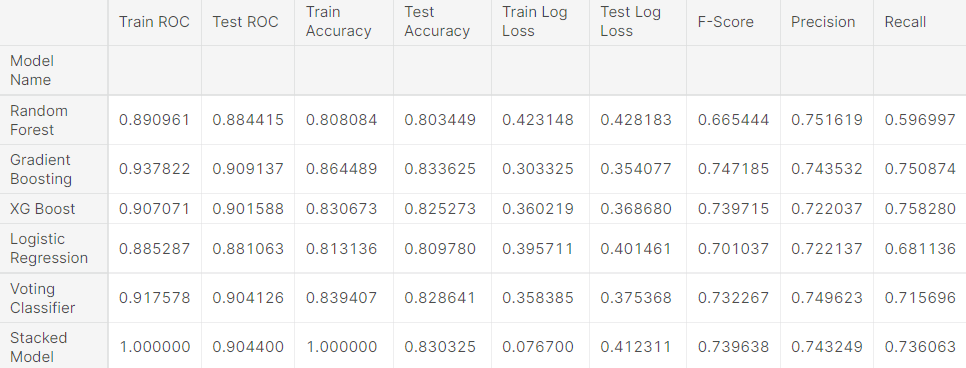 Train ROC Test ROC Train Accuracy Test Accuracy Train Log Loss Test Log Loss F-Score Precision Recall
Model Name
Random Forest 0.890961 0.884415 0.808084 0.803449 0.423148 0.428183 0.665444 0.751619 0.596997
Gradient Boosting 0.937822 0.909137 0.864489 0.833625 0.303325 0.354077 0.747185 0.743532 0.750874
XG Boost 0.907071 0.901588 0.830673 0.825273 0.360219 0.368680 0.739715 0.722037 0.758280
Logistic Regression 0.885287 0.881063 0.813136 0.809780 0.395711 0.401461 0.701037 0.722137 0.681136
Voting Classifier 0.917578 0.904126 0.839407 0.828641 0.358385 0.375368 0.732267 0.749623 0.715696
Stacked Model 1.000000 0.904400 1.000000 0.830325 0.076700 0.412311 0.739638 0.743249 0.736063